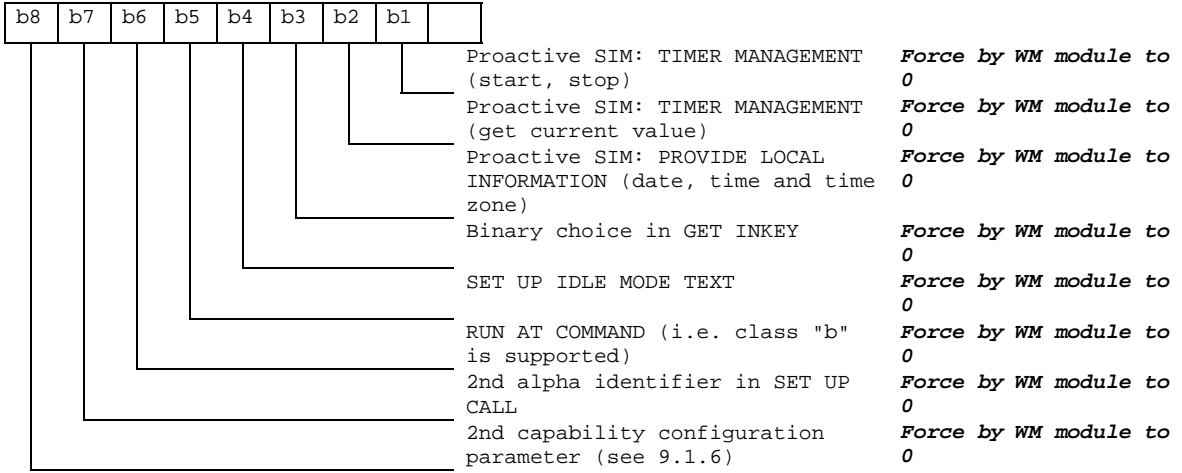 b8 b7 b6 b5 b4 b3 b2 b1
Proactive SIM: TIMER MANAGEMENT Force by WM module to
(start, stop) 0
Proactive SIM: TIMER MANAGEMENT Force by WM module to
(get current value) 0
Proactive SIM: PROVIDE LOCAL Force by WM module to
INFORMATION (date, time and time 0
zone)
Binary choice in GET INKEY Force by WM module to
0
SET UP IDLE MODE TEXT Force by WM module to
0
RUN AT COMMAND (i.e. class "b" Force by WM module to
is supported) 0
2nd alpha identifier in SET UP Force by WM module to
CALL 0
2nd capability configuration Force by WM module to
parameter (see 9.1.6) 0